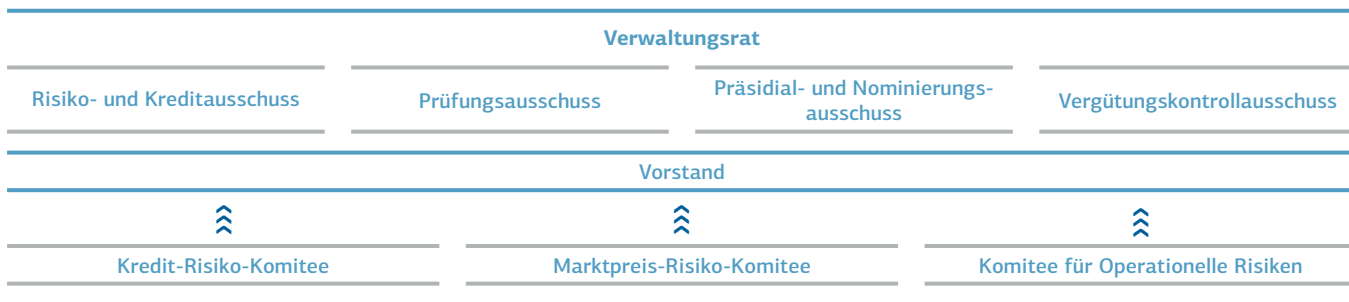 Verwaltungsrat
Risiko- und Kreditausschuss
Prüfungsausschuss
Präsidial- und Nominierungs-
ausschuss
Vergütungskontrollausschuss
Vorstand
Kredit-Risiko-Komitee
Marktpreis-Risiko-Komitee
Komitee für Operationelle Risiken